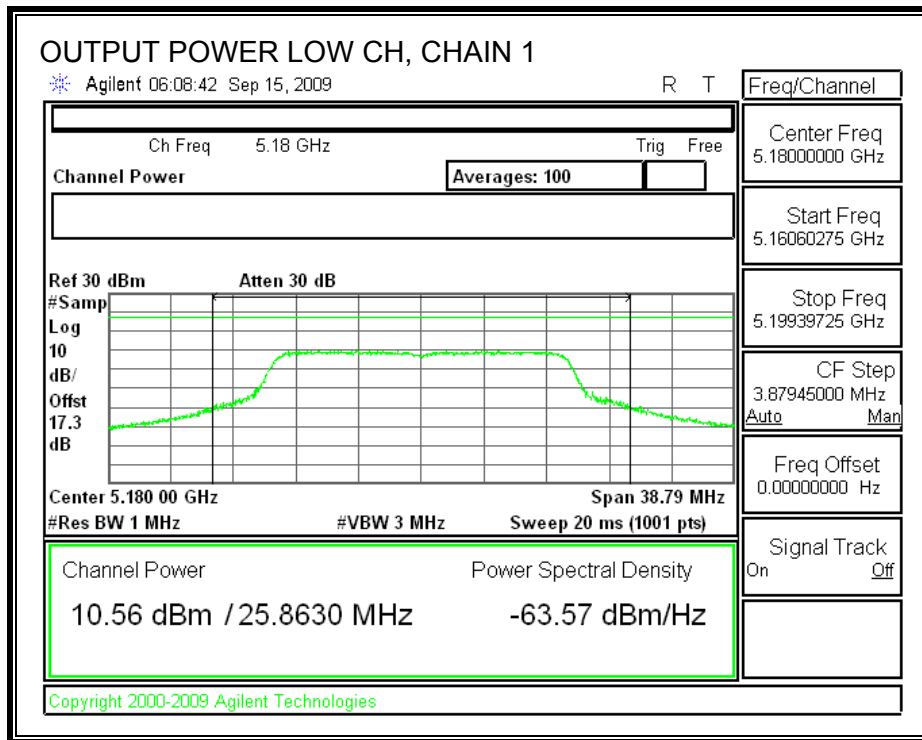 OUTPUT POWER LOW CH, CHAIN 1
Agilent 06:08:42 Sep 15, 2009 R T
Freq/Channel
Ch Freq 5.18 GHz Trig Free
Channel Power Averages: 100
Center Freq
5.18000000 GHz
Start Freq
5.16060275 GHz
Stop Freq
5.19939725 GHz
CF Step
3.87945000 MHz
Auto Man
Freq Offset
0.00000000 Hz
Signal Track
On Off
Ref 30 dBm Atten 30 dB
#Samp
Log
10
dB/
Offst
17.3
dB
Center 5.180 00 GHz Span 38.79 MHz
#Res BW 1 MHz #VBW 3 MHz Sweep 20 ms (1001 pts)
Channel Power Power Spectral Density
10.56 dBm / 25.8630 MHz -63.57 dBm/Hz
Copyright 2000-2009 Agilent Technologies